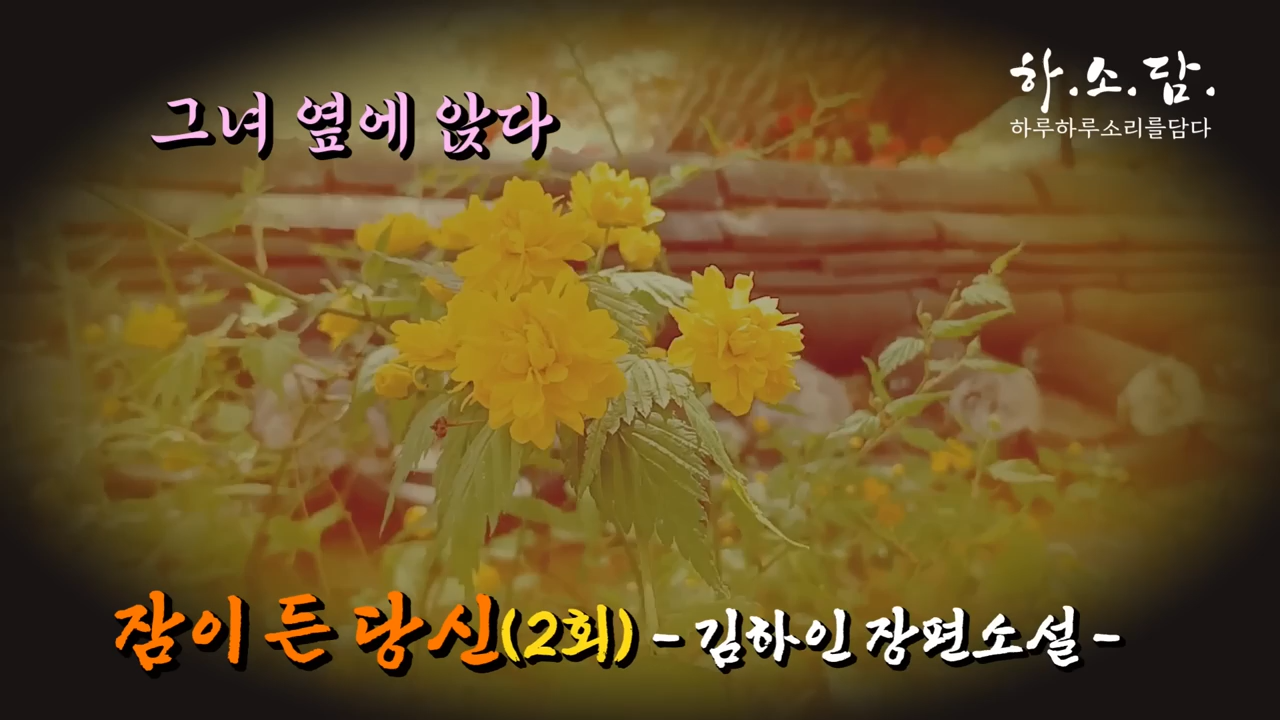 하.소.담.
하루하루소리를담다
그녀 옆에 앉다
잠이 든 당신(2회) - 김하인 장편소설 -